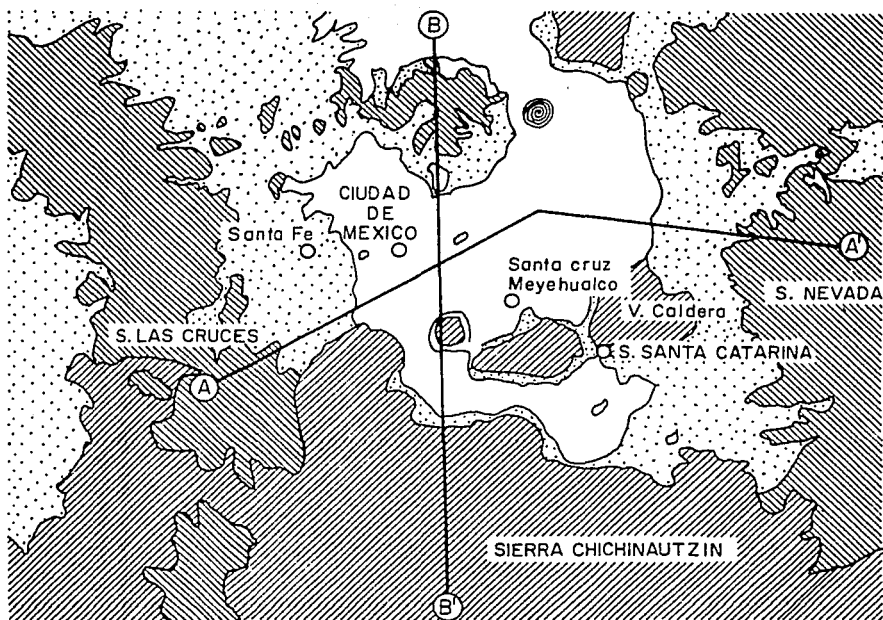 B
CIUDAD
DE
MEXICO
Santa Fe
A'
Santa cruz
Meyehualco
S. NEVADA
V. Caldera
S. LAS CRUCES
S. SANTA CATARINA
A
SIERRA CHICHINAUTZIN
B'